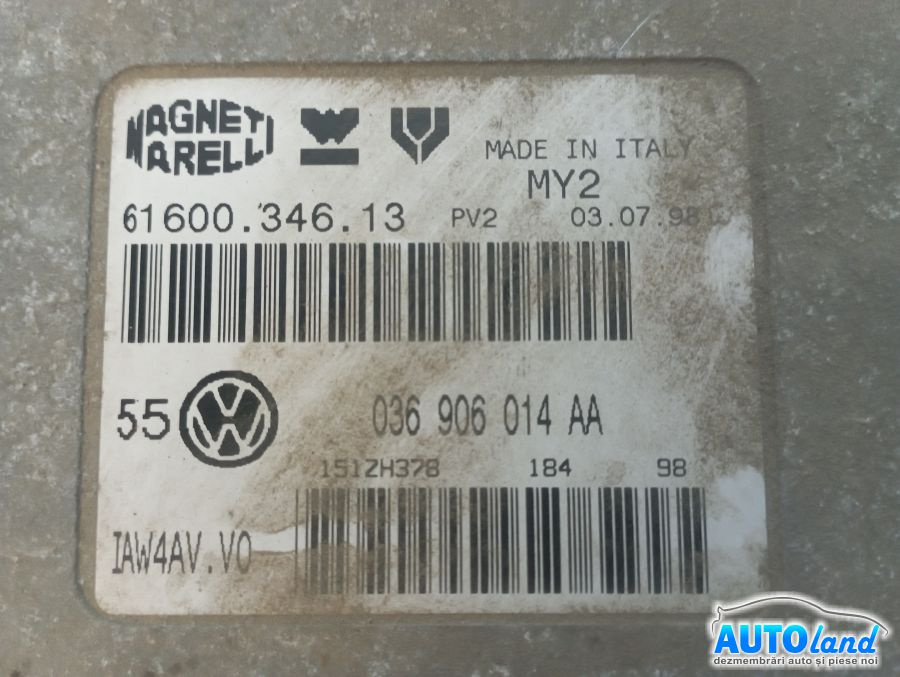 MAGNETI
MARELLI
MADE IN ITALY
MY2
61600.346.13 PV2 03.07.98
55 VW 036 906 014 AA
151ZH378 184 98
IAW4AV.V0
AUTOland
dezmembrări auto și piese noi